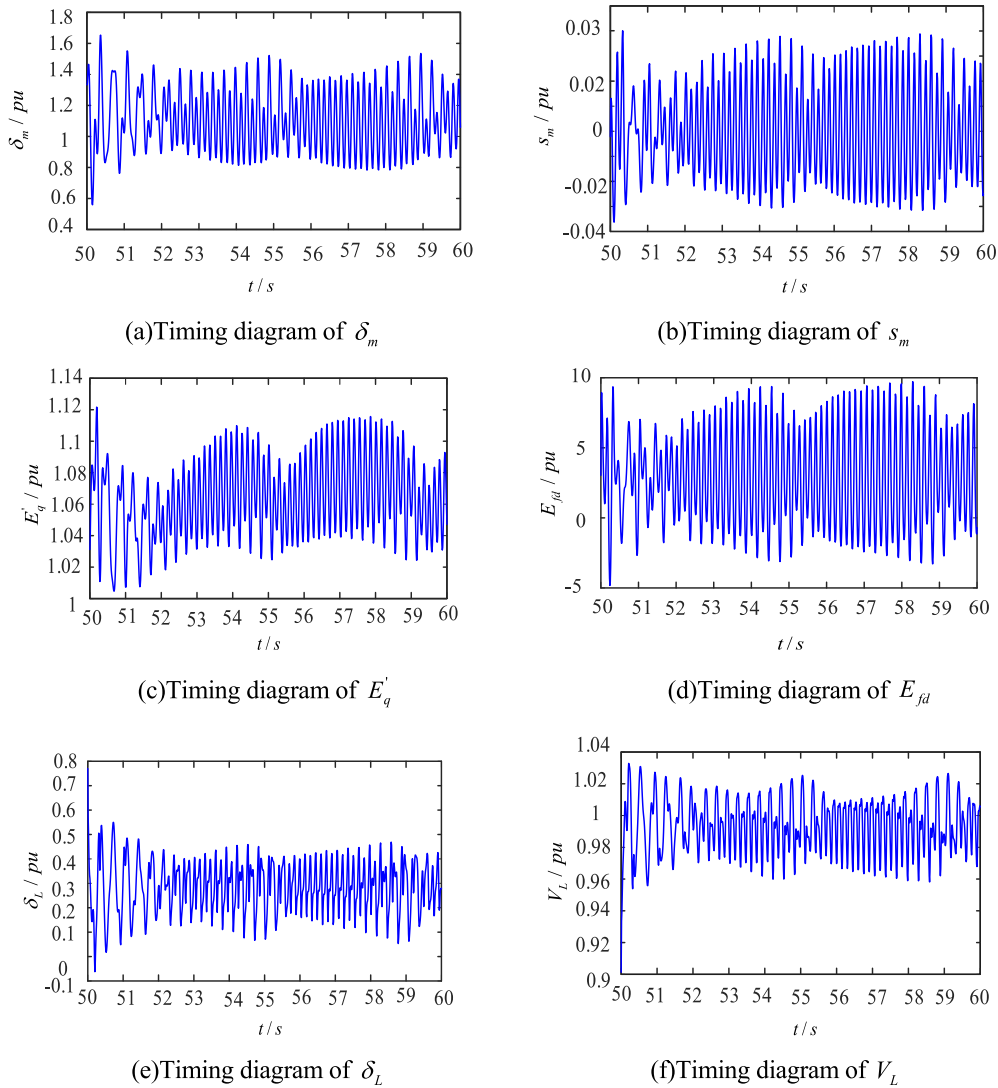 1.8
1.6
1.4
1.2
1
0.8
0.6
0.4
δm / pu
50 51 52 53 54 55 56 57 58 59 60
t / s
(a)Timing diagram of δm
0.03
0.02
0
-0.02
-0.04
sm / pu
50 51 52 53 54 55 56 57 58 59 60
t / s
(b)Timing diagram of sm
1.14
1.12
1.1
1.08
1.06
1.04
1.02
1
E'q / pu
50 51 52 53 54 55 56 57 58 59 60
t / s
(c)Timing diagram of E'q
10
5
0
-5
Efd / pu
50 51 52 53 54 55 56 57 58 59 60
t / s
(d)Timing diagram of Efd
0.8
0.7
0.6
0.5
0.4
0.3
0.2
0.1
0
-0.1
δL / pu
50 51 52 53 54 55 56 57 58 59 60
t / s
(e)Timing diagram of δL
1.04
1.02
1
0.98
0.96
0.94
0.92
0.9
VL / pu
50 51 52 53 54 55 56 57 58 59 60
t / s
(f)Timing diagram of VL